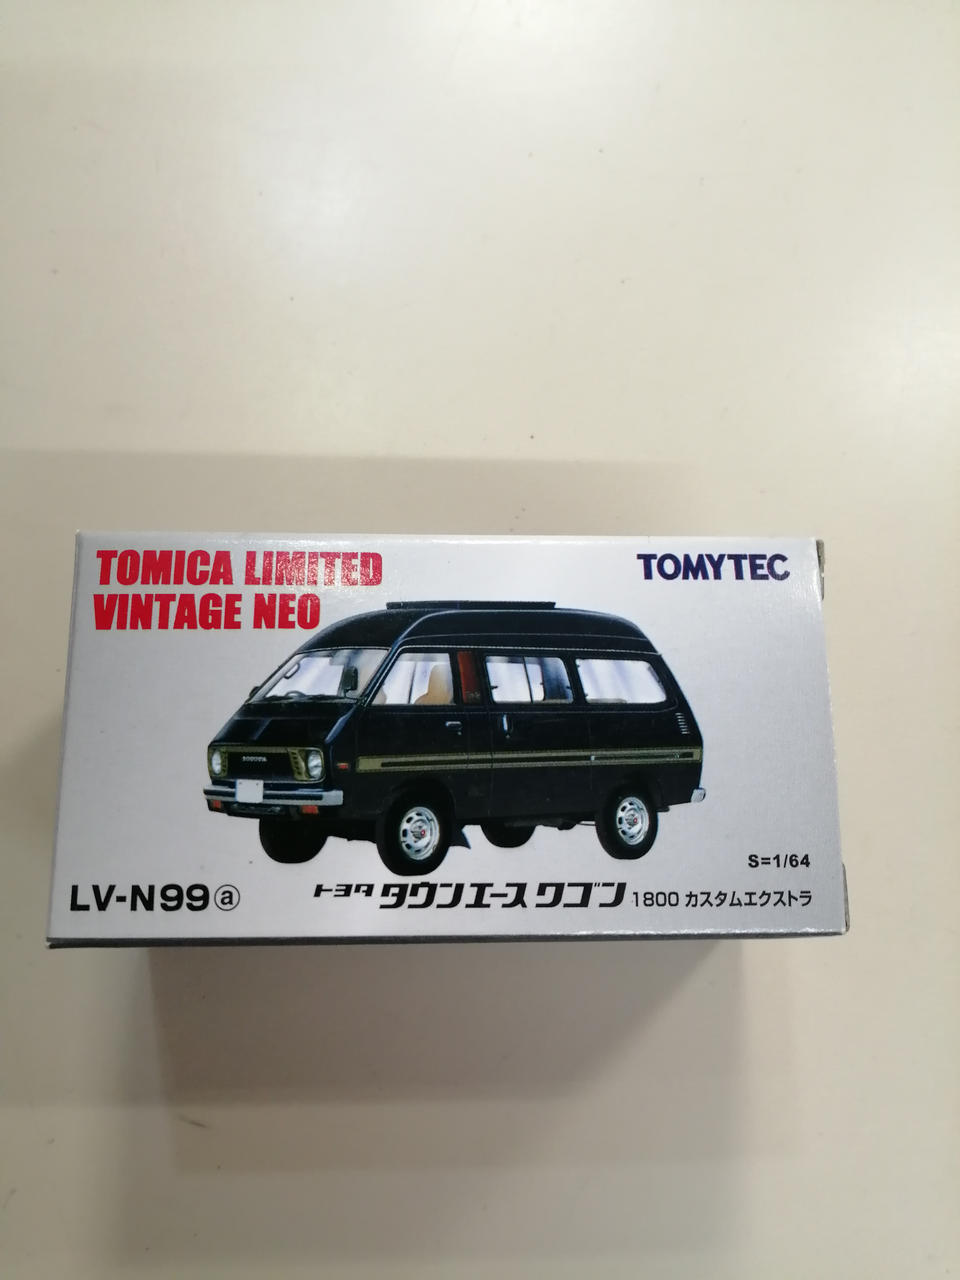 TOMICA LIMITED
VINTAGE NEO
TOMYTEC
TOYOTA
S=1/64
LV-N99ⓐ
トヨタ タウンエース ワゴン 1800 カスタムエクストラ